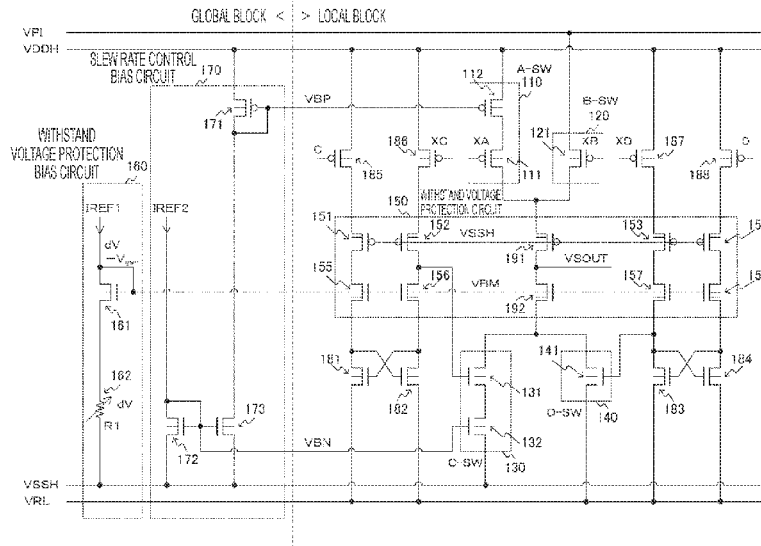 GLOBAL BLOCK < > LOCAL BLOCK
VPL
VDDH
SLEW RATE CONTROL
BIAS CIRCUIT
170
171
VBP
112
A-SW
110
B-SW
120
WITHSTAND
VOLTAGE PROTECTION
BIAS CIRCUIT
160
C
185
186
XC
XA
111
121
XB
XD
187
188
D
IREF1
IREF2
WITHSTAND VOLTAGE
PROTECTION CIRCUIT
150
151
152
VSSH
191
153
15
dV
VSOUT
155
156
VBM
192
157
15
161
181
182
141
183
184
131
162
dV
R1
172
173
VBN
132
C-SW
130
D-SW
140
VSSH
VRL